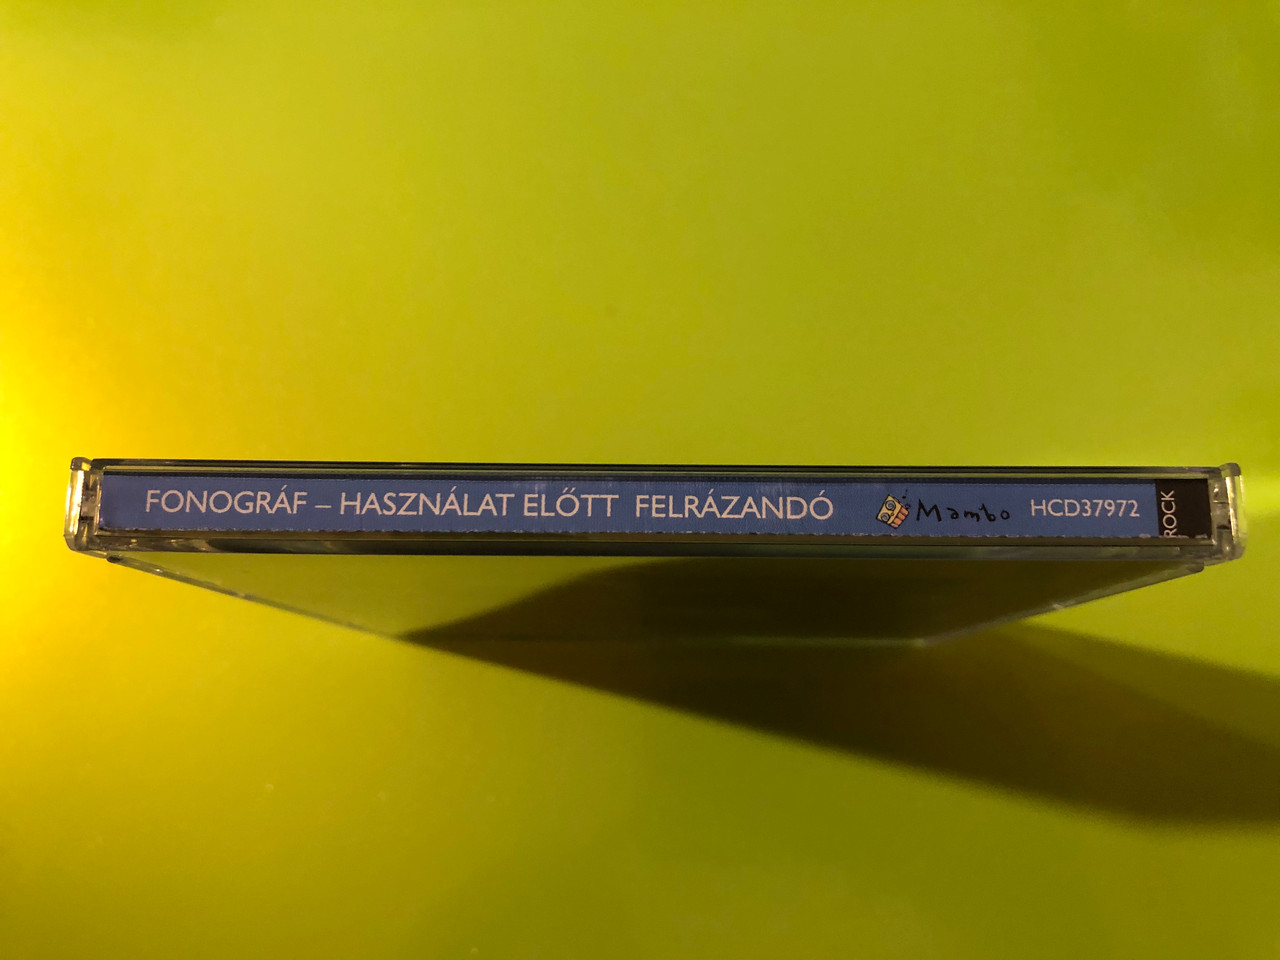 FONOGRÁF – HASZNÁLAT ELŐTT FELRÁZANDÓ Mambo HCD37972 ROCK